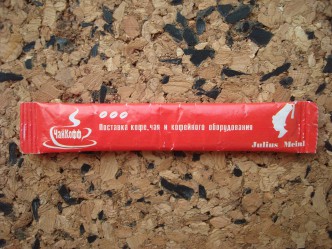 ЧайКофф
Поставка кофе, чая и кофейного оборудования
Julius Meinl